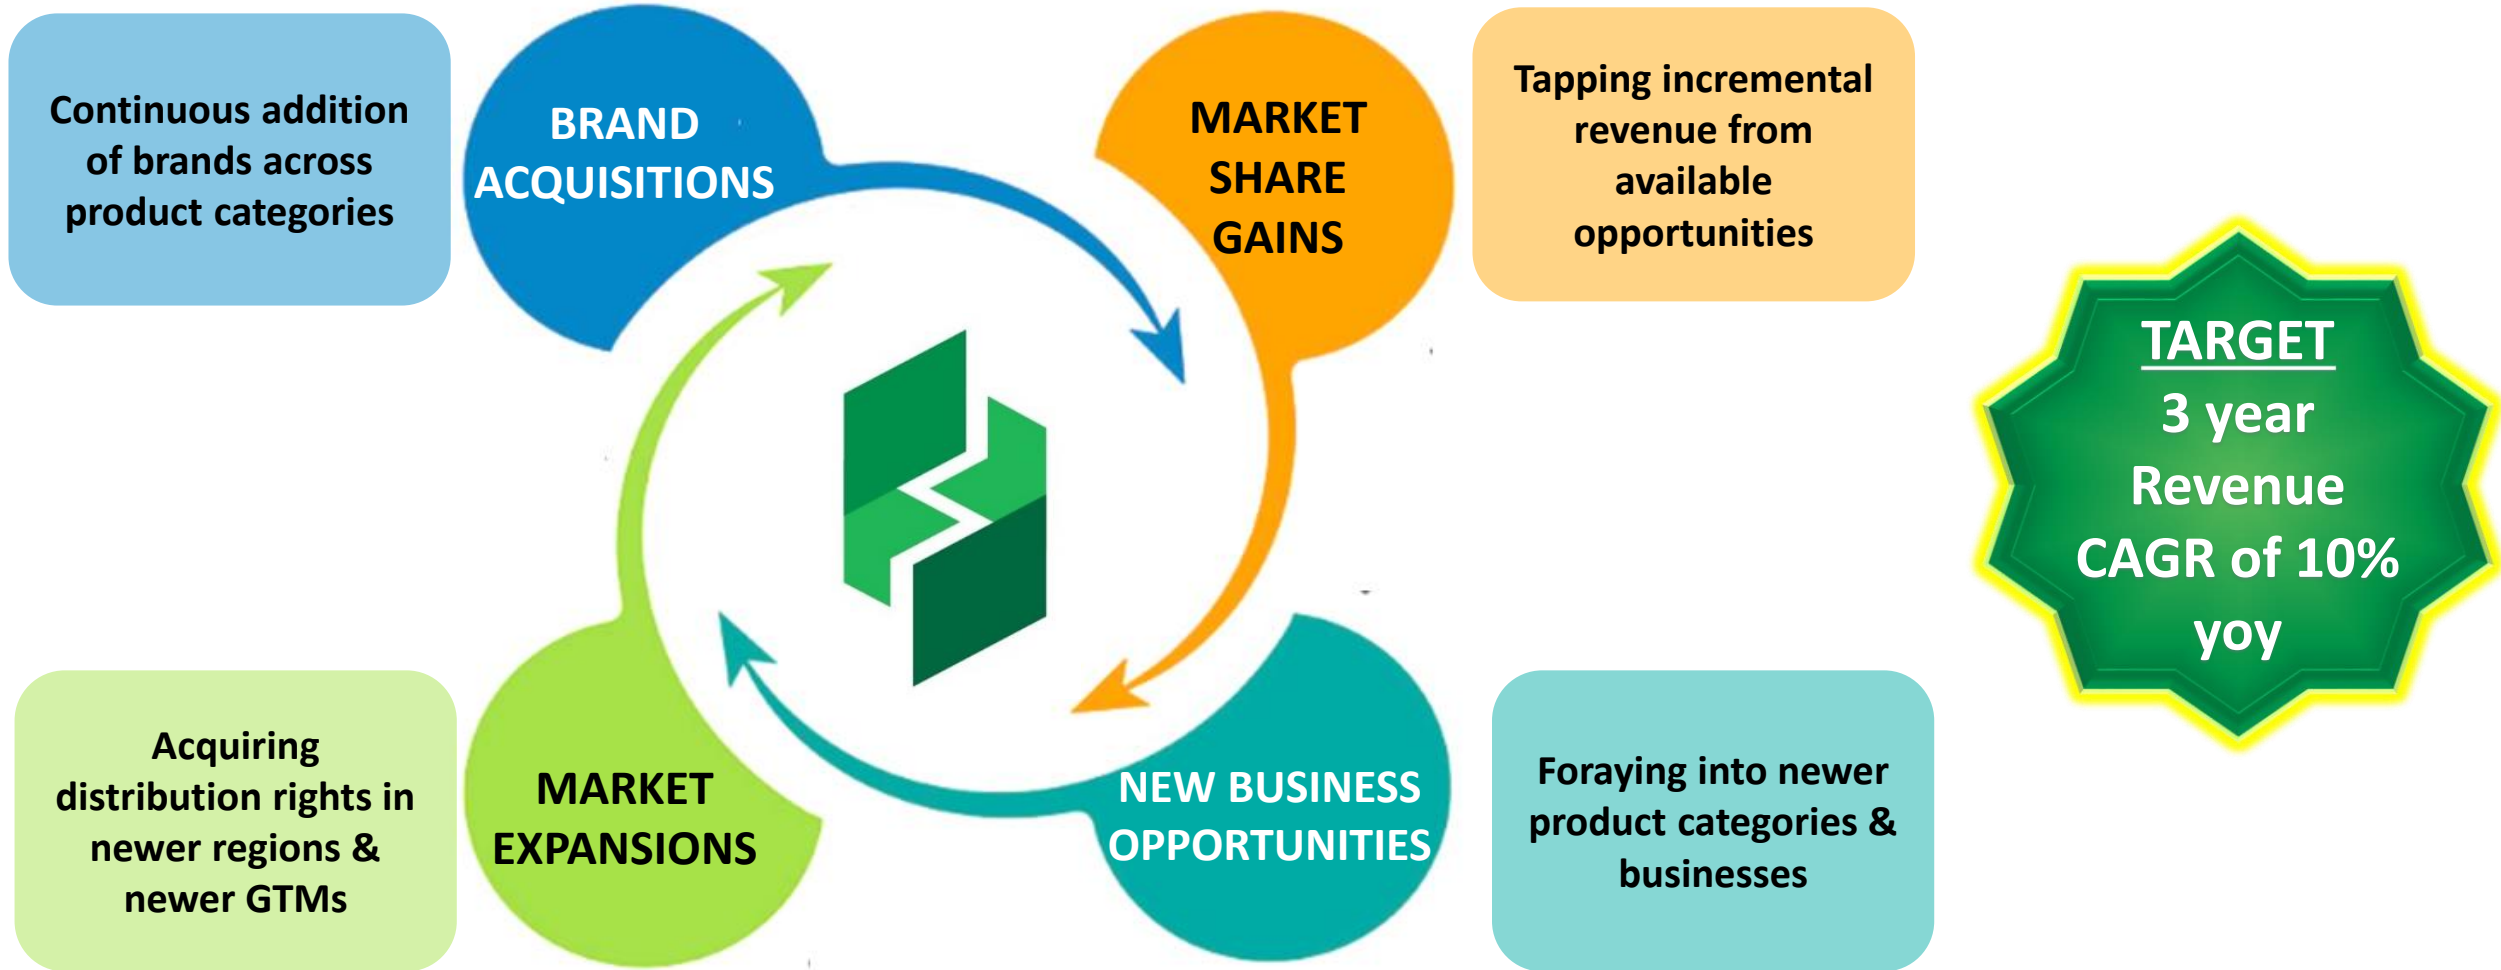 Continuous addition
of brands across
product categories
BRAND
ACQUISITIONS
MARKET
SHARE
GAINS
Tapping incremental
revenue from
available
opportunities
TARGET
3 year
Revenue
CAGR of 10%
yoy
Acquiring
distribution rights in
newer regions &
newer GTMs
MARKET
EXPANSIONS
NEW BUSINESS
OPPORTUNITIES
Foraying into newer
product categories &
businesses